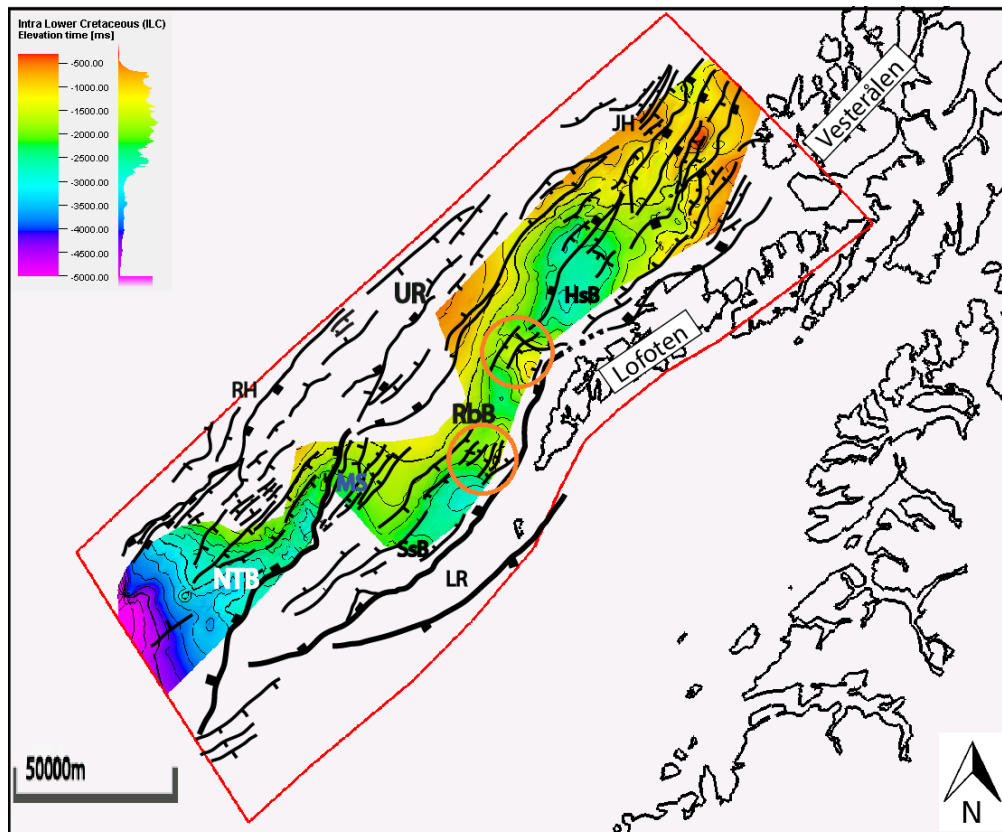 Intra Lower Cretaceous (ILC)
Elevation time [ms]
-500.00
-1000.00
-1500.00
-2000.00
-2500.00
-3000.00
-3500.00
-4000.00
-4500.00
-5000.00
Vesterålen
JH
UR
HsB
Lofoten
RH
RbB
MS
SsB
NTB
LR
50000m
N